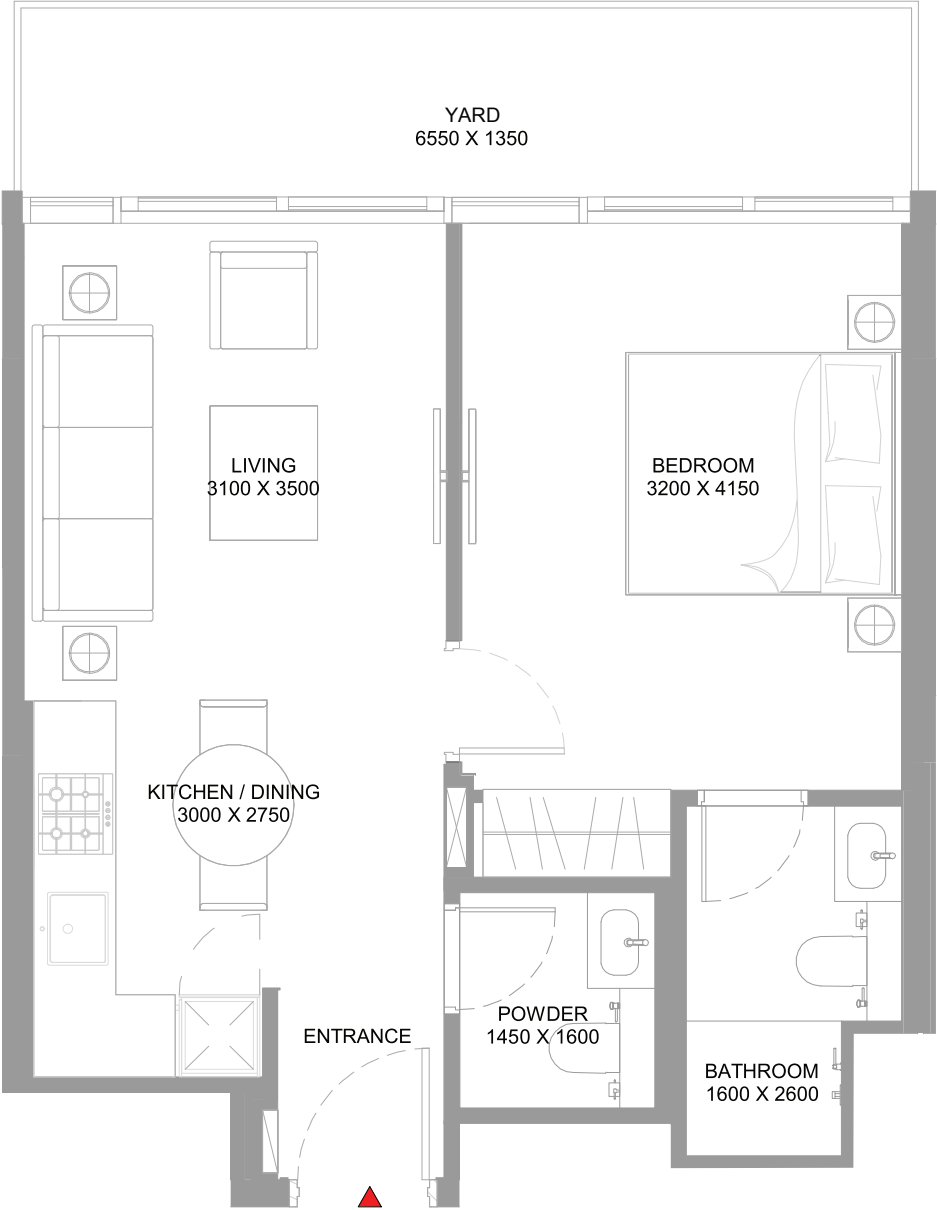 YARD
6550 X 1350
LIVING
3100 X 3500
BEDROOM
3200 X 4150
KITCHEN / DINING
3000 X 2750
ENTRANCE
POWDER
1450 X 1600
BATHROOM
1600 X 2600